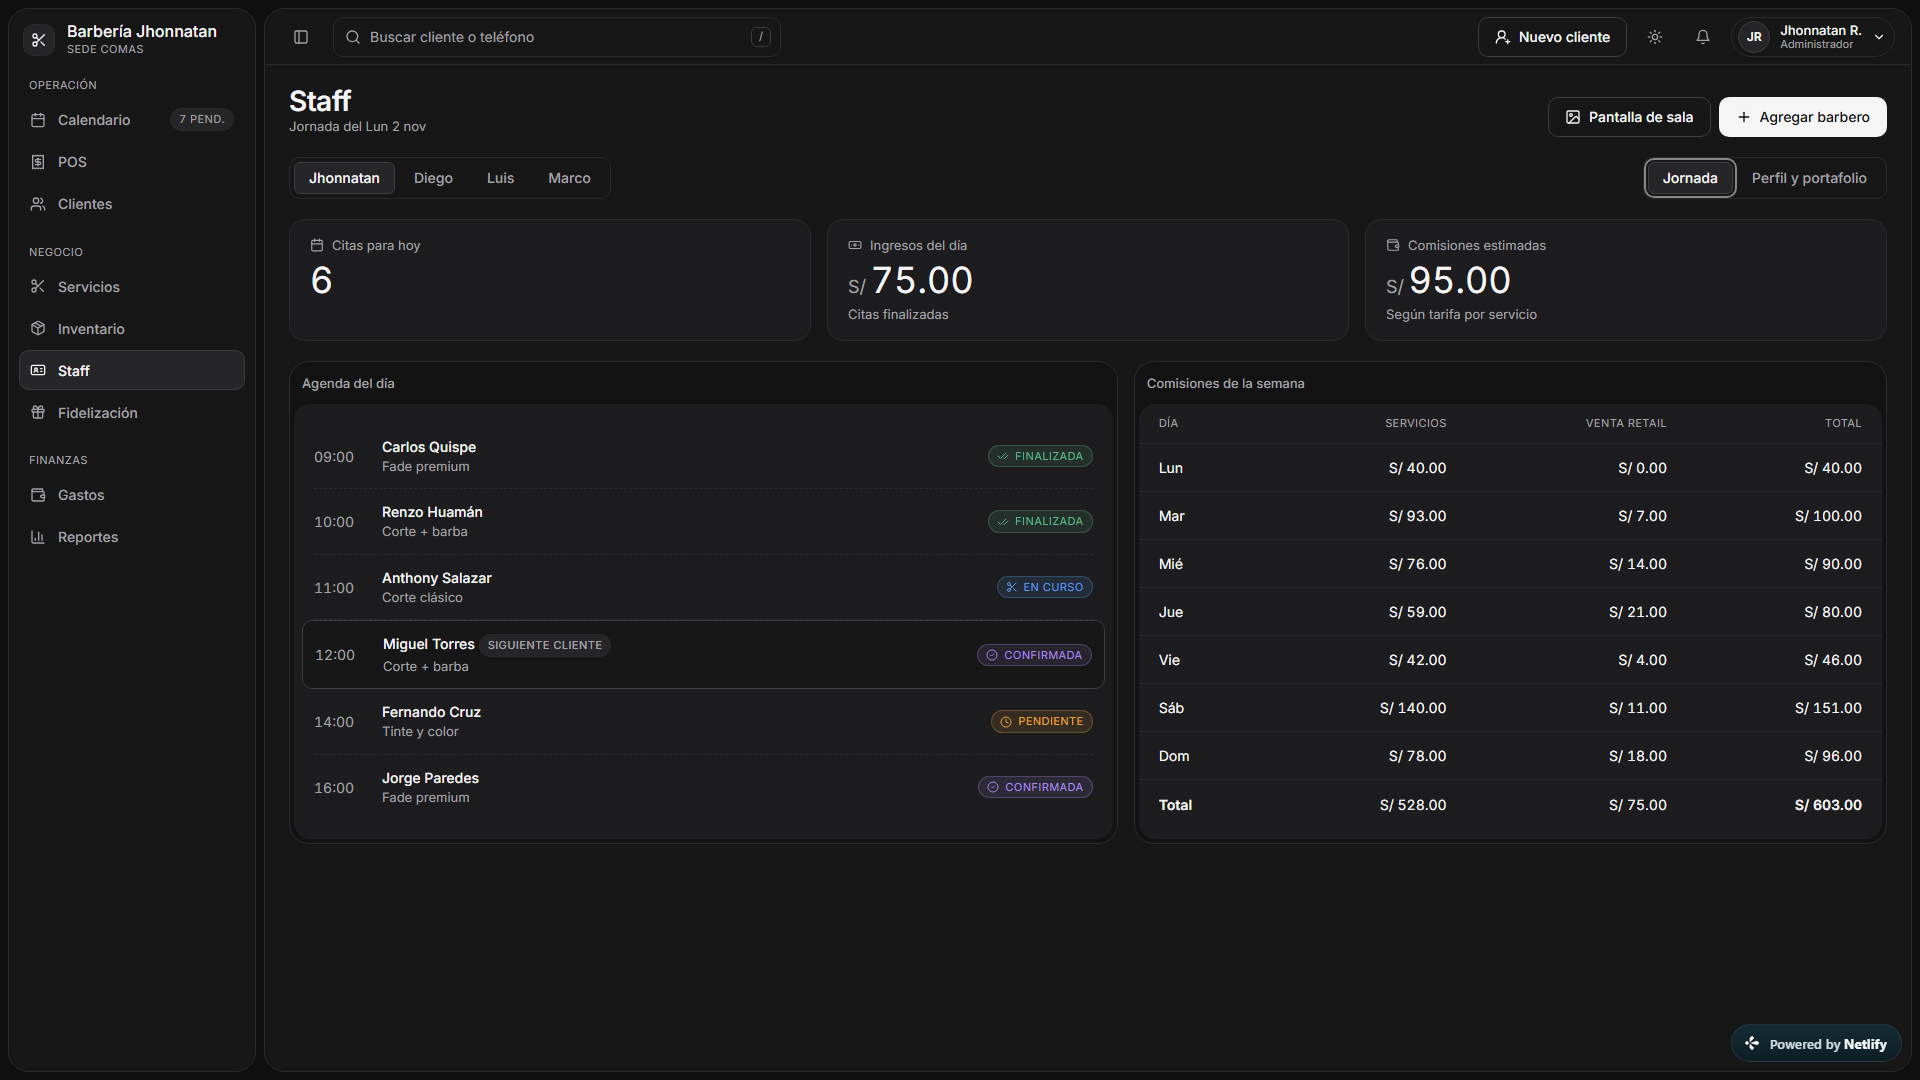 Barbería Jhonnatan
SEDE COMAS
OPERACIÓN
Calendario
7 PEND.
POS
Clientes
NEGOCIO
Servicios
Inventario
Staff
Fidelización
FINANZAS
Gastos
Reportes
Buscar cliente o teléfono
/
Nuevo cliente
JR
Jhonnatan R.
Administrador
Staff
Jornada del Lun 2 nov
Pantalla de sala
Agregar barbero
Jhonnatan
Diego
Luis
Marco
Jornada
Perfil y portafolio
Citas para hoy
6
Ingresos del día
S/ 75.00
Citas finalizadas
Comisiones estimadas
S/ 95.00
Según tarifa por servicio
Agenda del día
09:00
Carlos Quispe
Fade premium
FINALIZADA
10:00
Renzo Huamán
Corte + barba
FINALIZADA
11:00
Anthony Salazar
Corte clásico
EN CURSO
12:00
Miguel Torres
SIGUIENTE CLIENTE
Corte + barba
CONFIRMADA
14:00
Fernando Cruz
Tinte y color
PENDIENTE
16:00
Jorge Paredes
Fade premium
CONFIRMADA
Comisiones de la semana
DÍA SERVICIOS VENTA RETAIL TOTAL
Lun S/ 40.00 S/ 0.00 S/ 40.00
Mar S/ 93.00 S/ 7.00 S/ 100.00
Mié S/ 76.00 S/ 14.00 S/ 90.00
Jue S/ 59.00 S/ 21.00 S/ 80.00
Vie S/ 42.00 S/ 4.00 S/ 46.00
Sáb S/ 140.00 S/ 11.00 S/ 151.00
Dom S/ 78.00 S/ 18.00 S/ 96.00
Total S/ 528.00 S/ 75.00 S/ 603.00
Powered by Netlify